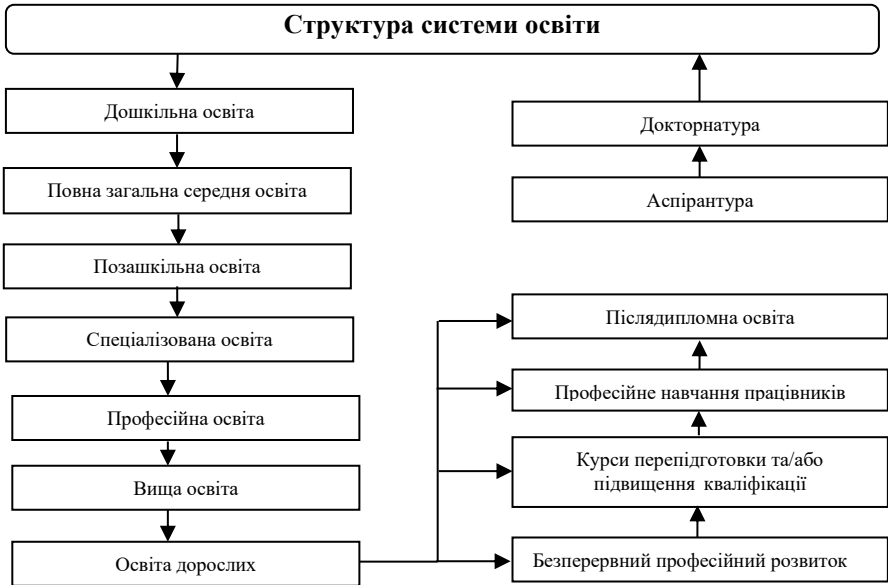 Структура системи освіти
Дошкільна освіта
Повна загальна середня освіта
Позашкільна освіта
Спеціалізована освіта
Професійна освіта
Вища освіта
Освіта дорослих
Докторнатура
Аспірантура
Післядипломна освіта
Професійне навчання працівників
Курси перепідготовки та/або
підвищення кваліфікації
Безперервний професійний розвиток